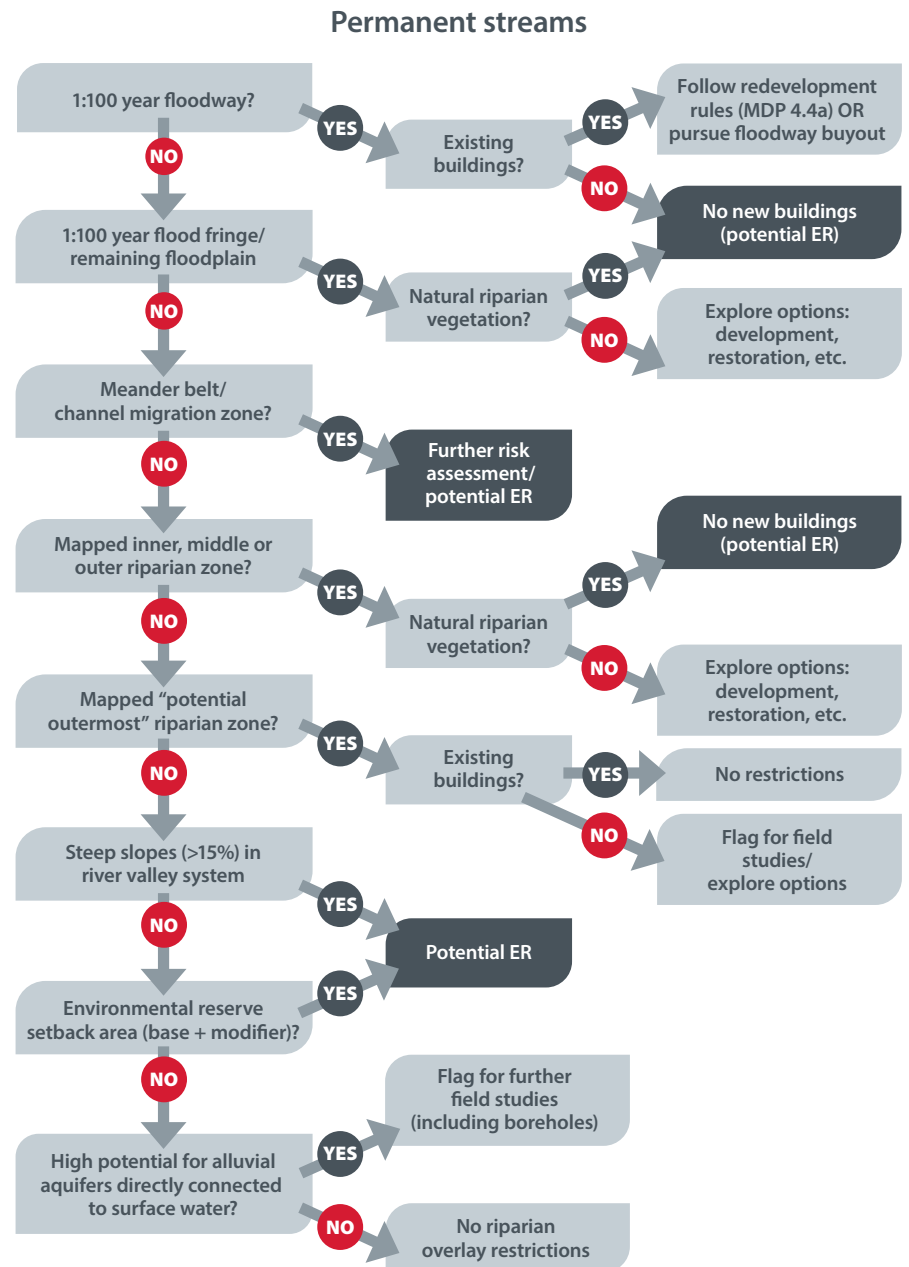 Permanent streams
1:100 year floodway?
YES
NO
Existing
buildings?
YES
Follow redevelopment
rules (MDP 4.4a) OR
pursue floodway buyout
NO
No new buildings
(potential ER)
1:100 year flood fringe/
remaining floodplain
YES
NO
Natural riparian
vegetation?
YES
NO
Explore options:
development,
restoration, etc.
Meander belt/
channel migration zone?
YES
NO
Further risk
assessment/
potential ER
Mapped inner, middle or
outer riparian zone?
YES
NO
Natural riparian
vegetation?
YES
No new buildings
(potential ER)
NO
Explore options:
development,
restoration, etc.
Mapped “potential
outermost” riparian zone?
YES
NO
Existing
buildings?
YES
No restrictions
NO
Flag for field
studies/
explore options
Steep slopes (>15%) in
river valley system
YES
NO
Potential ER
Environmental reserve
setback area (base + modifier)?
YES
NO
High potential for alluvial
aquifers directly connected
to surface water?
YES
Flag for further
field studies
(including boreholes)
NO
No riparian
overlay restrictions